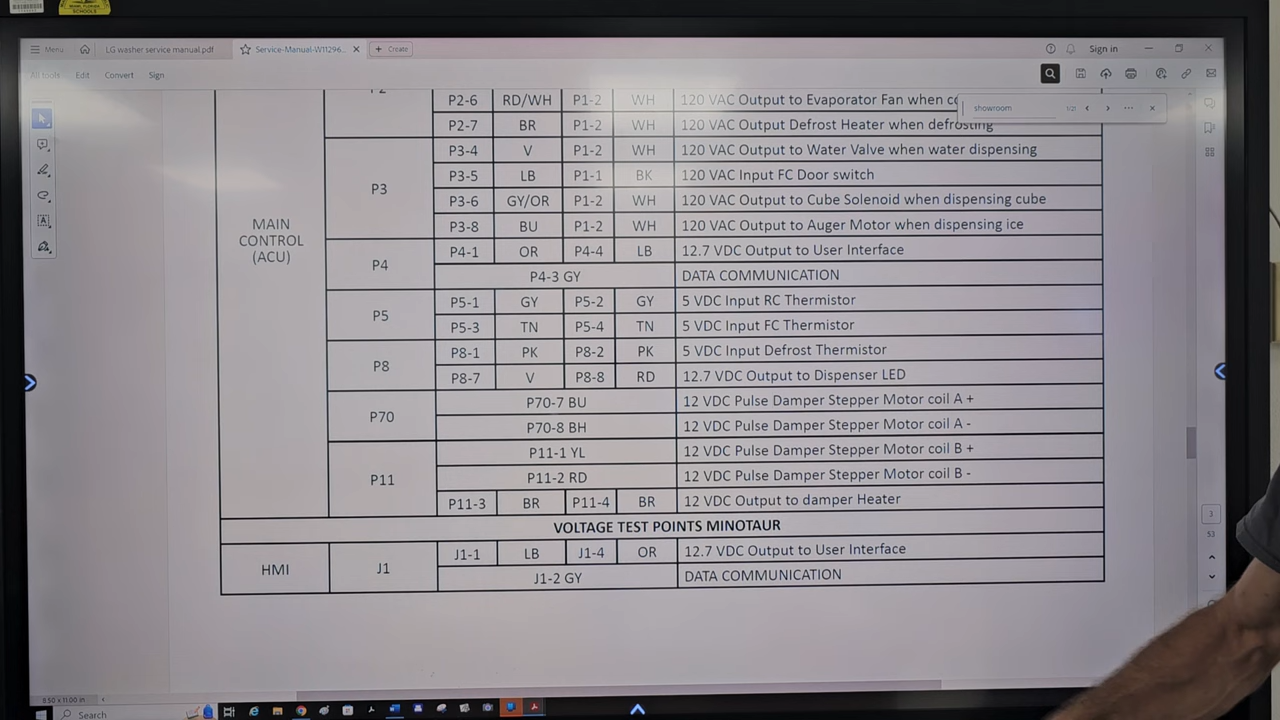 SCHOOLS
Menu LG washer service manual.pdf Service-Manual-W11296... × + Create Sign in
All tools Edit Convert Sign
showroom
P2-6 RD/WH P1-2 WH 120 VAC Output to Evaporator Fan when
P2-7 BR P1-2 WH 120 VAC Output Defrost Heater when defrosting
MAIN CONTROL (ACU)
P3
P3-4 V P1-2 WH 120 VAC Output to Water Valve when water dispensing
P3-5 LB P1-1 BK 120 VAC Input FC Door switch
P3-6 GY/OR P1-2 WH 120 VAC Output to Cube Solenoid when dispensing cube
P3-8 BU P1-2 WH 120 VAC Output to Auger Motor when dispensing ice
P4
P4-1 OR P4-4 LB 12.7 VDC Output to User Interface
P4-3 GY DATA COMMUNICATION
P5
P5-1 GY P5-2 GY 5 VDC Input RC Thermistor
P5-3 TN P5-4 TN 5 VDC Input FC Thermistor
P8
P8-1 PK P8-2 PK 5 VDC Input Defrost Thermistor
P8-7 V P8-8 RD 12.7 VDC Output to Dispenser LED
P70
P70-7 BU 12 VDC Pulse Damper Stepper Motor coil A +
P70-8 BH 12 VDC Pulse Damper Stepper Motor coil A -
P11
P11-1 YL 12 VDC Pulse Damper Stepper Motor coil B +
P11-2 RD 12 VDC Pulse Damper Stepper Motor coil B -
P11-3 BR P11-4 BR 12 VDC Output to damper Heater
VOLTAGE TEST POINTS MINOTAUR
HMI J1
J1-1 LB J1-4 OR 12.7 VDC Output to User Interface
J1-2 GY DATA COMMUNICATION
3
53
8.50 x 11.00 in
Search